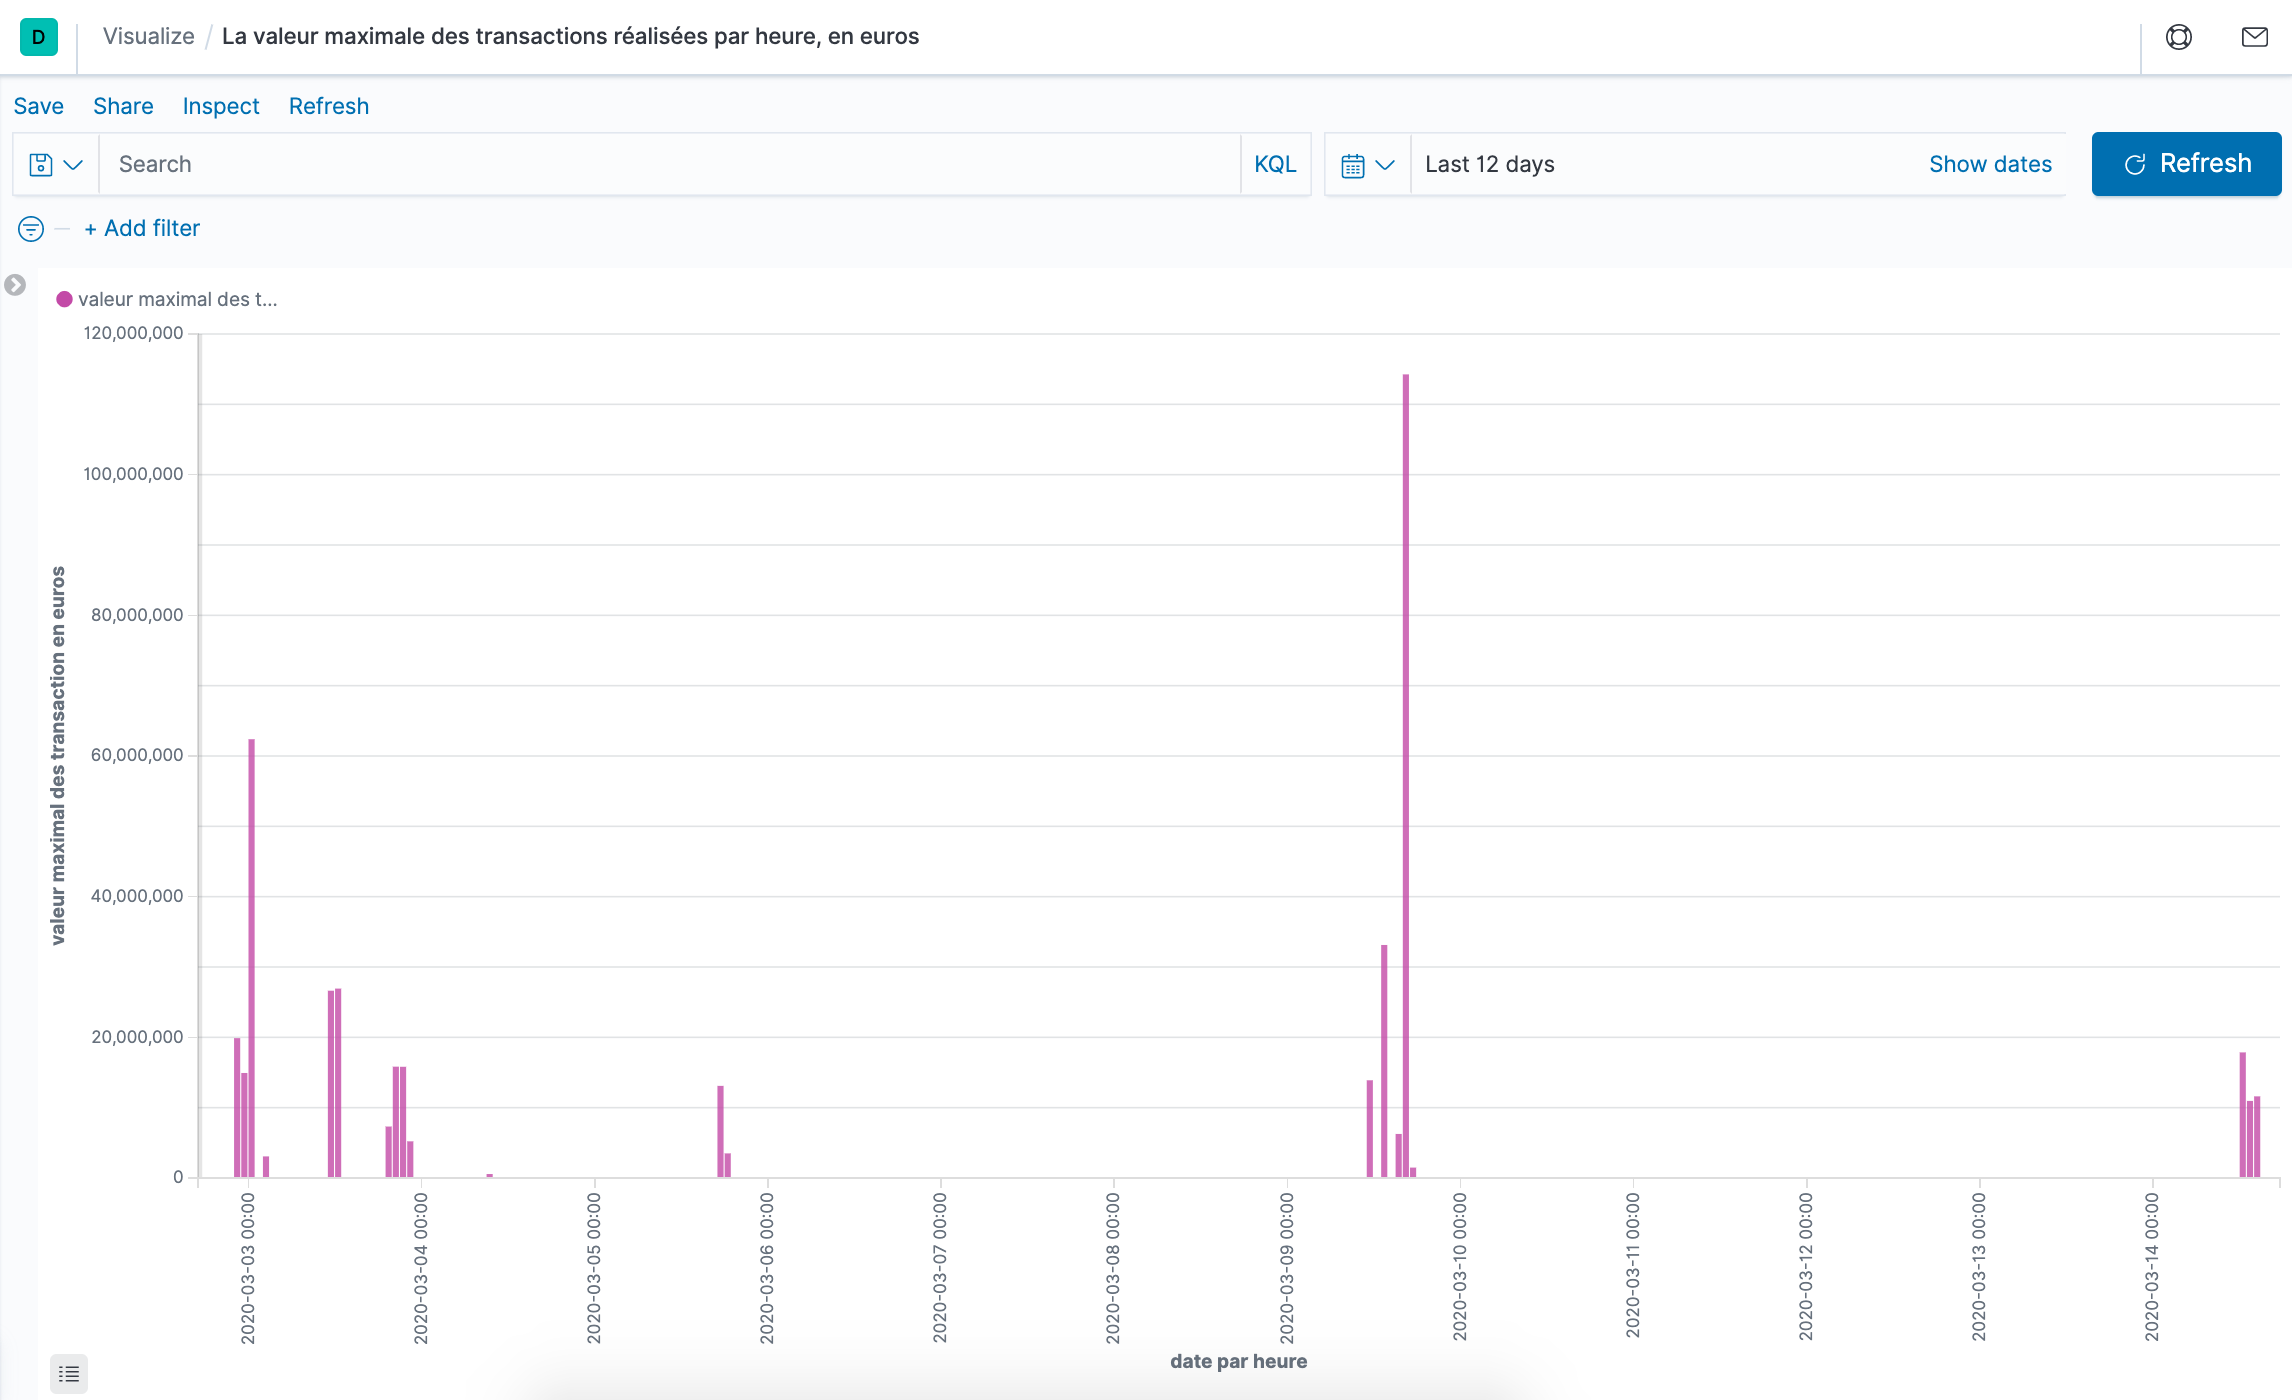 D Visualize / La valeur maximale des transactions réalisées par heure, en euros
Save Share Inspect Refresh
Search KQL Last 12 days Show dates Refresh
+ Add filter
valeur maximal des t...
valeur maximal des transaction en euros
120,000,000
100,000,000
80,000,000
60,000,000
40,000,000
20,000,000
0
2020-03-03 00:00
2020-03-04 00:00
2020-03-05 00:00
2020-03-06 00:00
2020-03-07 00:00
2020-03-08 00:00
2020-03-09 00:00
2020-03-10 00:00
2020-03-11 00:00
2020-03-12 00:00
2020-03-13 00:00
2020-03-14 00:00
date par heure